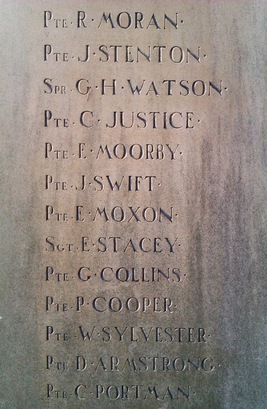 PTE R·MORAN·
PTE J·STENTON·
SPR G·H·WATSON·
PTE C·JUSTICE·
PTE F·MOORBY·
PTE J·SWIFT·
PTE E·MOXON·
SGT E·STACEY·
PTE G·COLLINS·
PTE P·COOPER·
PTE W·SYLVESTER·
PTE D·ARMSTRONG·
PTE C·PORTMAN·